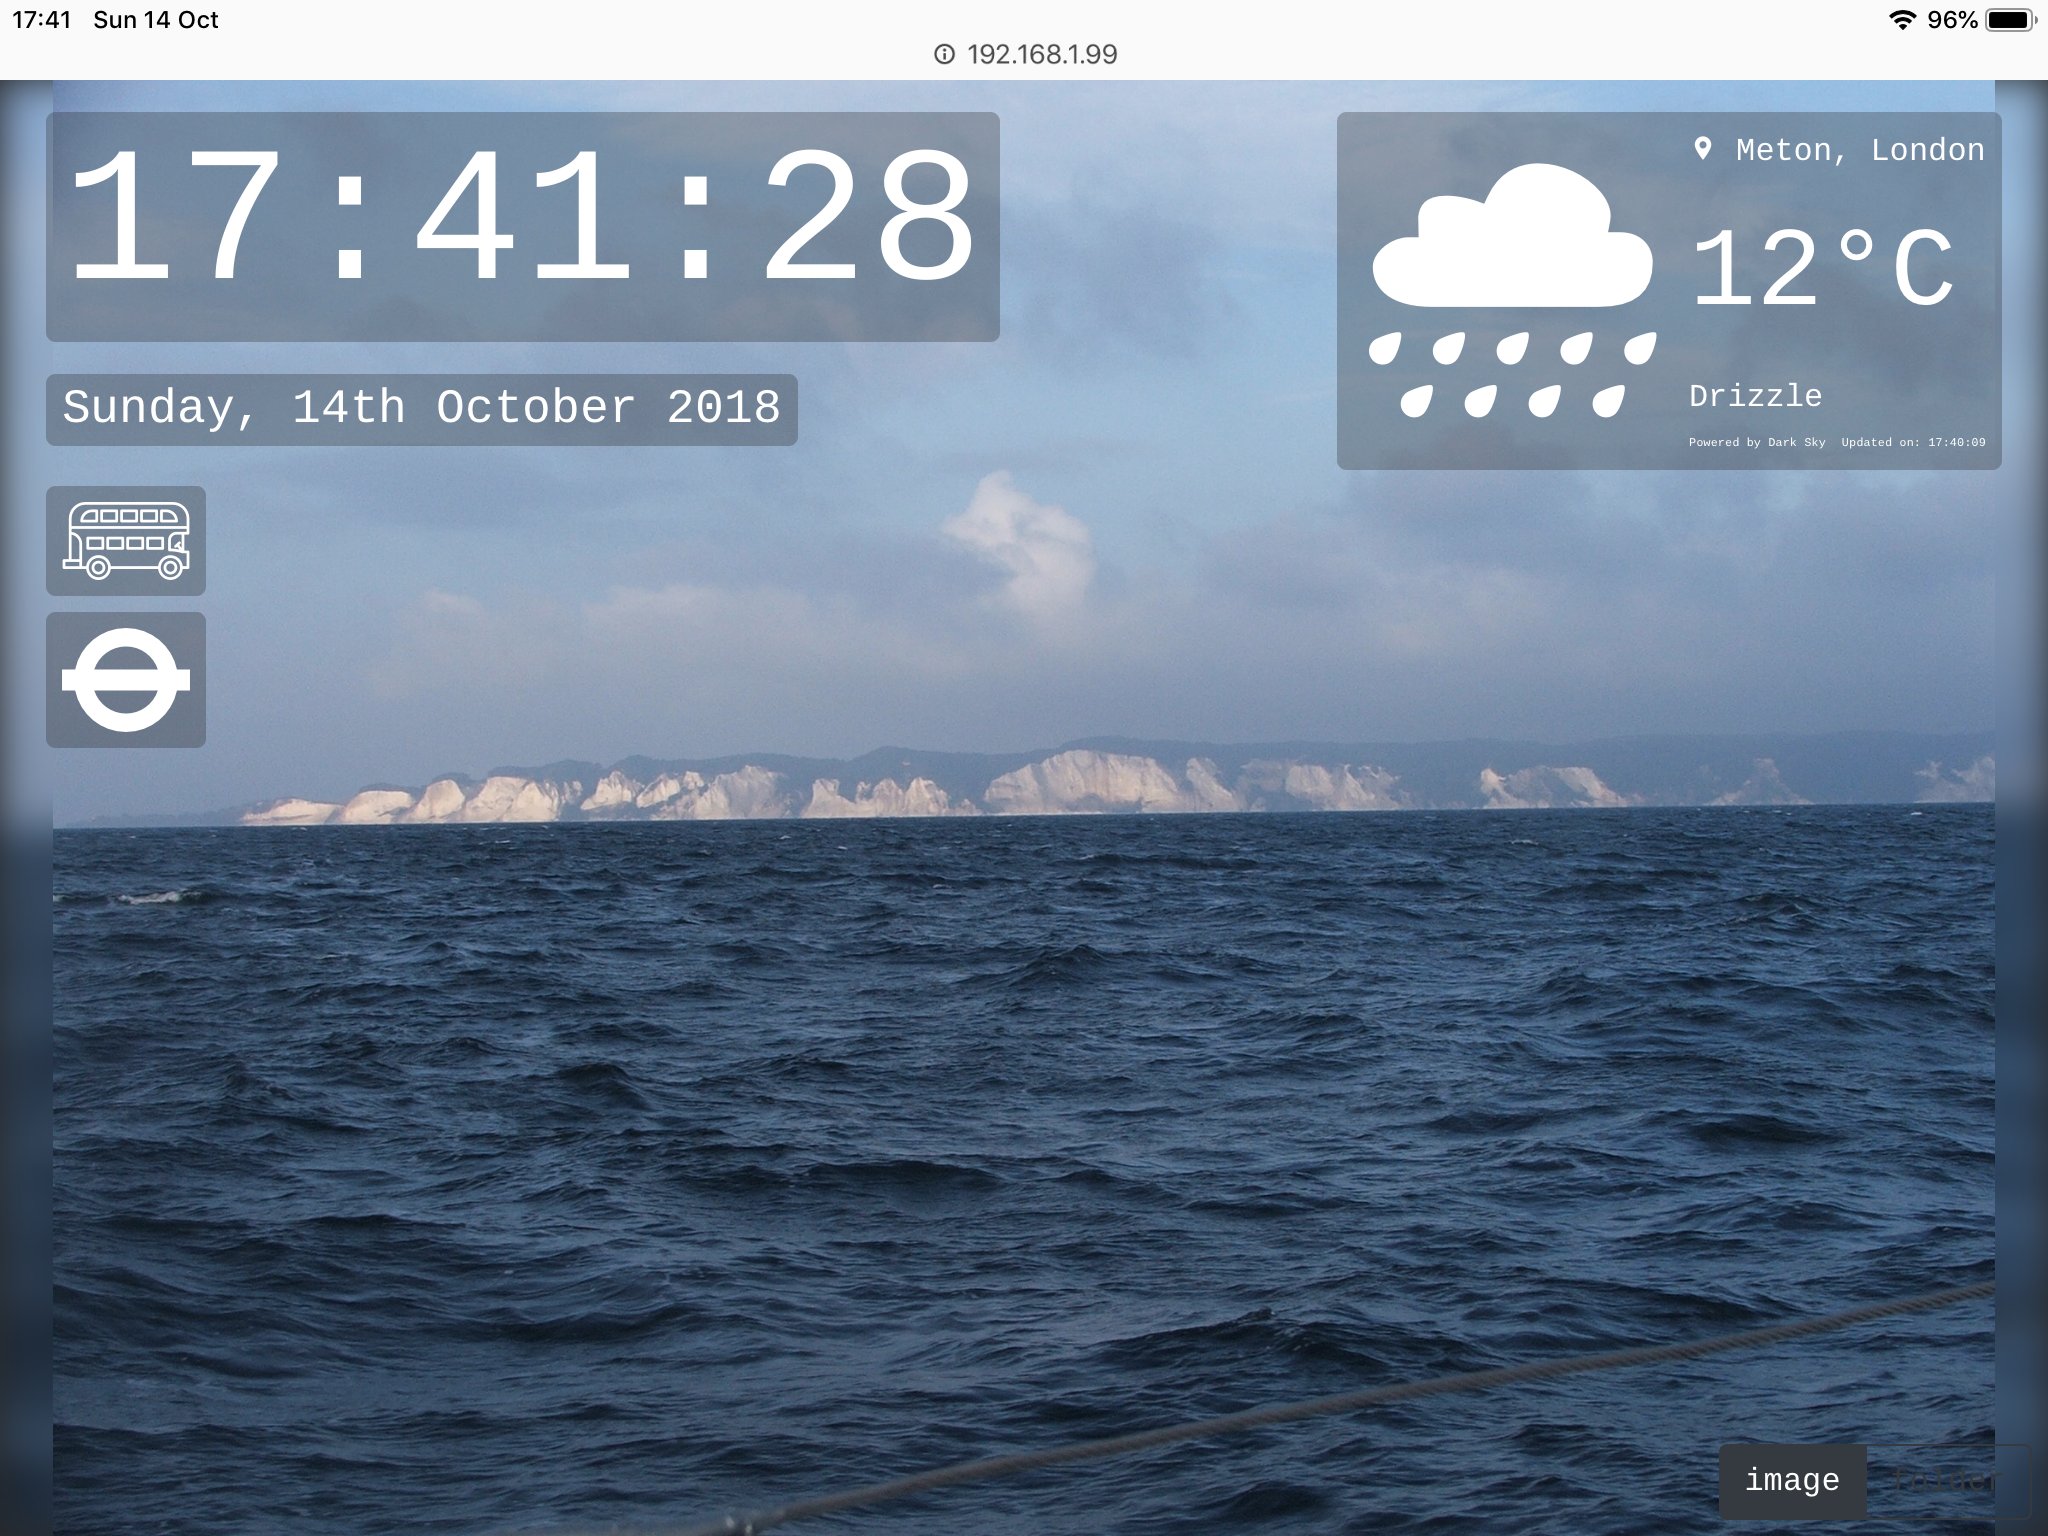 17:41 Sun 14 Oct
96%
192.168.1.99
17:41:28
Sunday, 14th October 2018
Meton, London
12°C
Drizzle
Powered by Dark Sky Updated on: 17:40:09
image folder